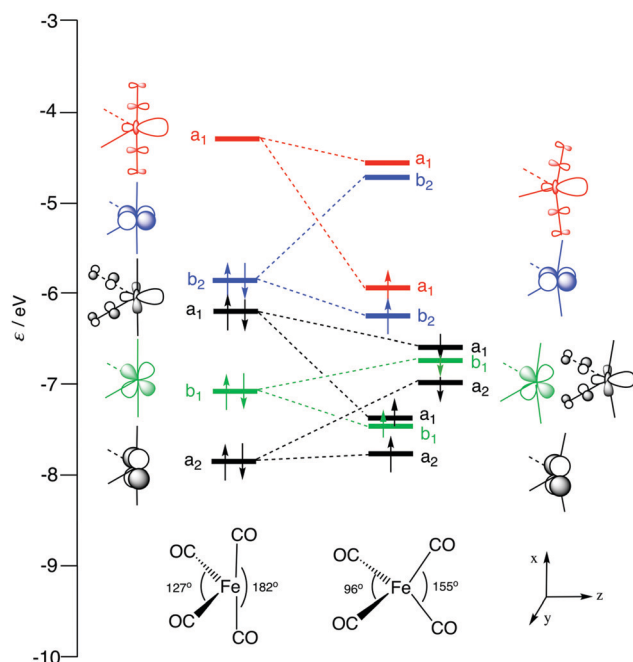 -3
-4
-5
-6
-7
-8
-9
-10
ε / eV
a₁
b₂
a₁
b₁
a₂
a₁
b₂
a₁
b₂
a₁
b₁
a₂
a₁
b₁
a₂
OC
CO
127°
Fe
182°
OC
CO
OC
CO
96°
Fe
155°
OC
CO
x
z
y